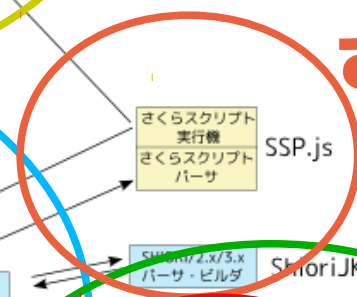 さくらスクリプト
実行機
さくらスクリプト
パーサ
SSP.js
SHIORI/2.x/3.x
パーサ・ビルダ
ShioriJK